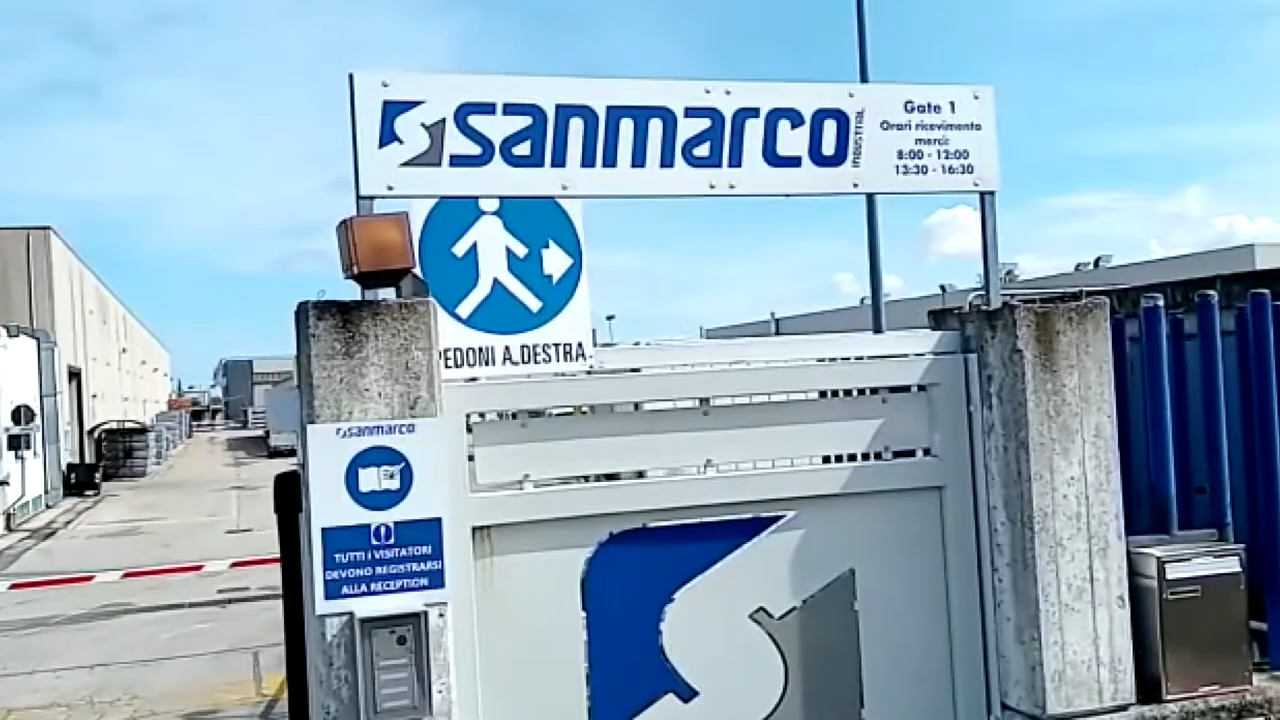 sanmarco
INDUSTRIAL
Gate 1
Orari ricevimento
merci:
8:00 - 12:00
13:30 - 16:30
PEDONI A DESTRA
sanmarco
TUTTI I VISITATORI
DEVONO REGISTRARSI
ALLA RECEPTION